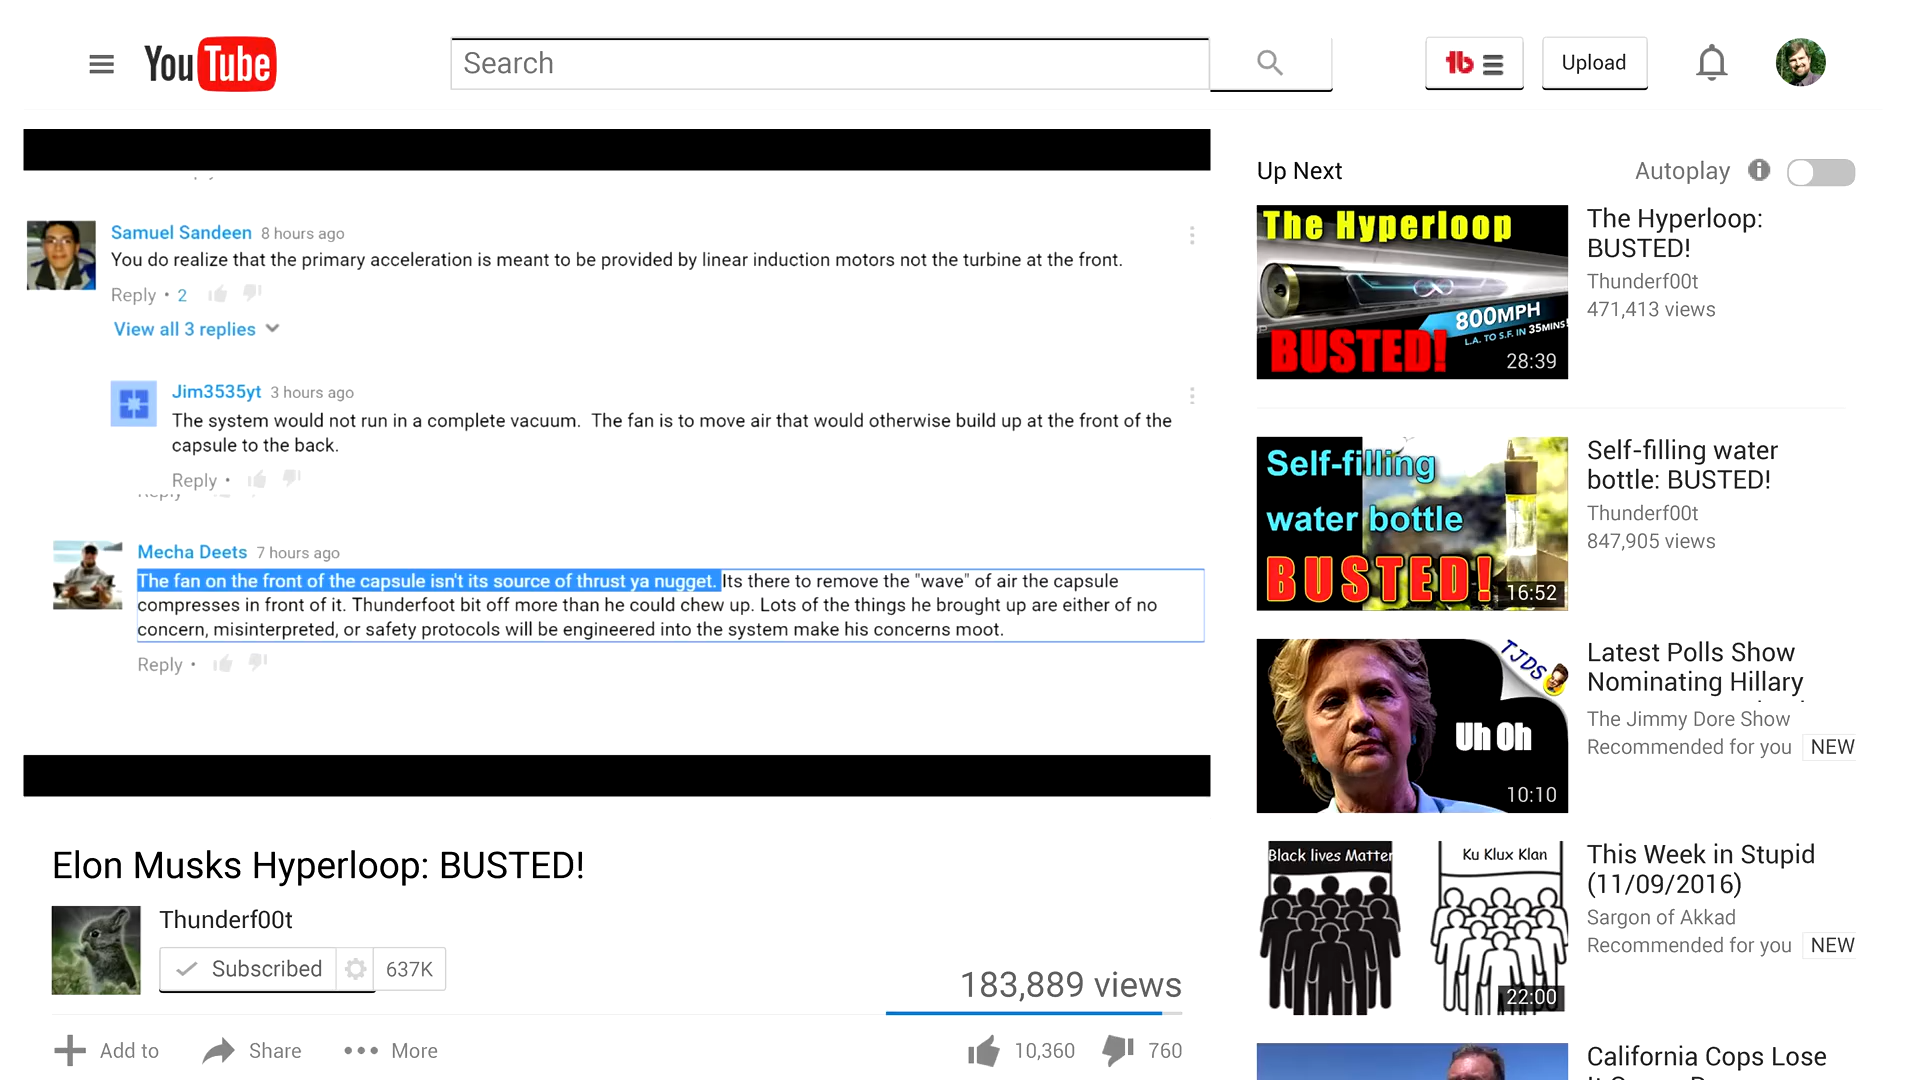 YouTube
Search
Upload
Up Next
Autoplay
Samuel Sandeen 8 hours ago
You do realize that the primary acceleration is meant to be provided by linear induction motors not the turbine at the front.
Reply • 2
View all 3 replies
Jim3535yt 3 hours ago
The system would not run in a complete vacuum. The fan is to move air that would otherwise build up at the front of the
capsule to the back.
Reply •
Mecha Deets 7 hours ago
The fan on the front of the capsule isn't its source of thrust ya nugget. Its there to remove the "wave" of air the capsule
compresses in front of it. Thunderfoot bit off more than he could chew up. Lots of the things he brought up are either of no
concern, misinterpreted, or safety protocols will be engineered into the system make his concerns moot.
Reply •
Elon Musks Hyperloop: BUSTED!
Thunderf00t
Subscribed 637K
183,889 views
Add to Share More
10,360 760
The Hyperloop
800MPH
L.A. TO S.F. IN 35MINS!
BUSTED!
28:39
The Hyperloop:
BUSTED!
Thunderf00t
471,413 views
Self-filling
water bottle
BUSTED!
16:52
Self-filling water
bottle: BUSTED!
Thunderf00t
847,905 views
TJDS
Uh Oh
10:10
Latest Polls Show
Nominating Hillary
The Jimmy Dore Show
Recommended for you NEW
Black lives Matter
Ku Klux Klan
22:00
This Week in Stupid
(11/09/2016)
Sargon of Akkad
Recommended for you NEW
California Cops Lose